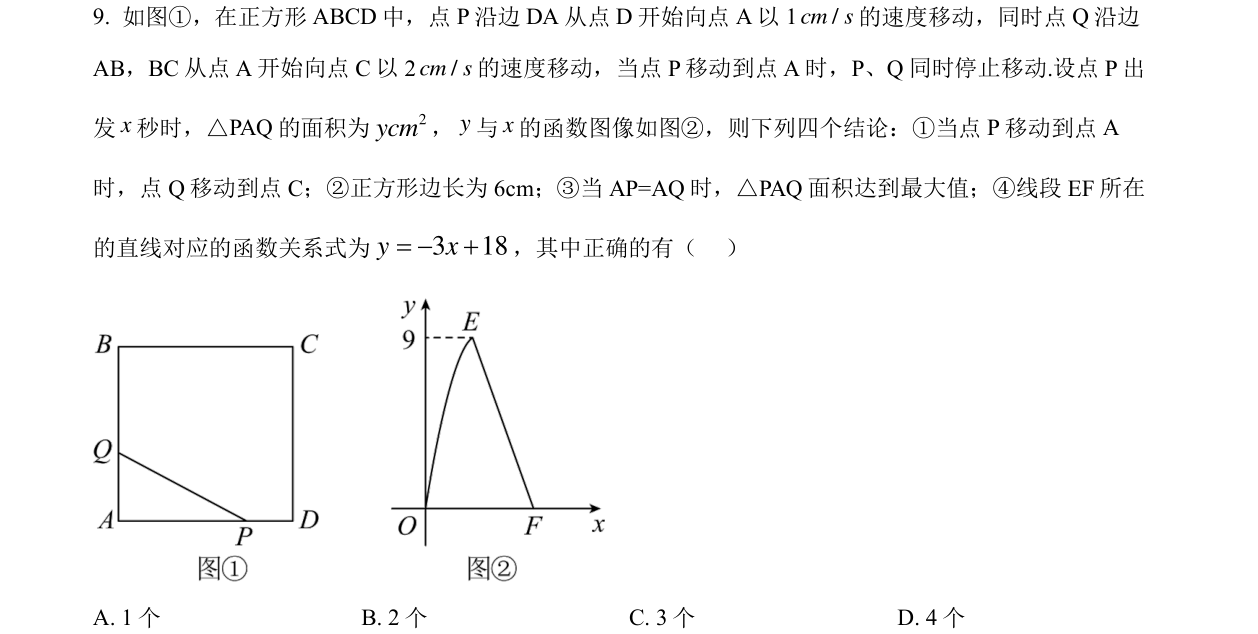 9. 如图①，在正方形 ABCD 中，点 P 沿边 DA 从点 D 开始向点 A 以 1cm / s 的速度移动，同时点 Q 沿边
AB，BC 从点 A 开始向点 C 以 2cm / s 的速度移动，当点 P 移动到点 A 时，P、Q 同时停止移动.设点 P 出
发 x 秒时，△PAQ 的面积为 ycm²，y 与 x 的函数图像如图②，则下列四个结论：①当点 P 移动到点 A
时，点 Q 移动到点 C；②正方形边长为 6cm；③当 AP=AQ 时，△PAQ 面积达到最大值；④线段 EF 所在
的直线对应的函数关系式为 y = −3x +18，其中正确的有（　）
B C
Q
A P D
图①
y
9 E
O F x
图②
A. 1 个 B. 2 个 C. 3 个 D. 4 个